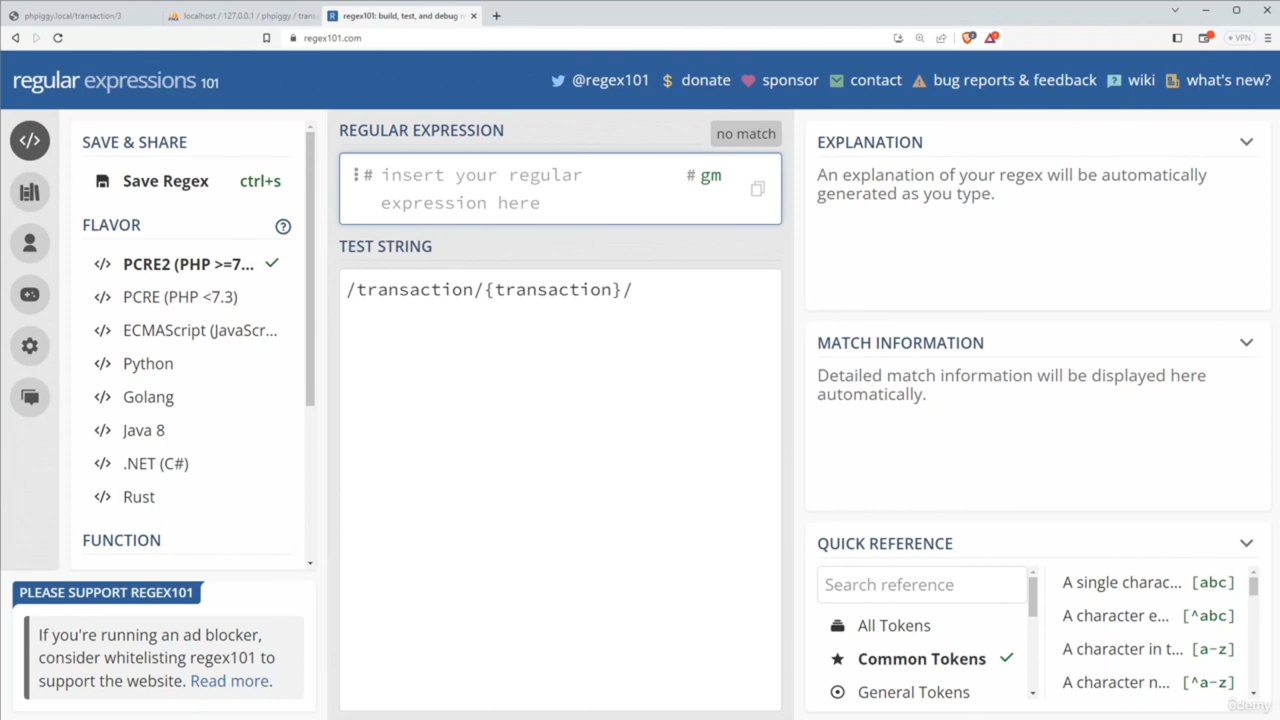 phpiggy.local/transaction/3
localhost / 127.0.0.1 / phpiggy / trans
regex101: build, test, and debug r
regex101.com
VPN
regular expressions 101
@regex101
$ donate
sponsor
contact
bug reports & feedback
wiki
what's new?
SAVE & SHARE
Save Regex ctrl+s
FLAVOR
</> PCRE2 (PHP >=7...
</> PCRE (PHP <7.3)
</> ECMAScript (JavaScr...
</> Python
</> Golang
</> Java 8
</> .NET (C#)
</> Rust
FUNCTION
PLEASE SUPPORT REGEX101
If you're running an ad blocker,
consider whitelisting regex101 to
support the website. Read more.
REGULAR EXPRESSION
no match
# insert your regular
expression here
# gm
TEST STRING
/transaction/{transaction}/
EXPLANATION
An explanation of your regex will be automatically
generated as you type.
MATCH INFORMATION
Detailed match information will be displayed here
automatically.
QUICK REFERENCE
Search reference
All Tokens
Common Tokens
General Tokens
A single charac... [abc]
A character e... [^abc]
A character in t... [a-z]
A character n... [^a-z]
ûdemy